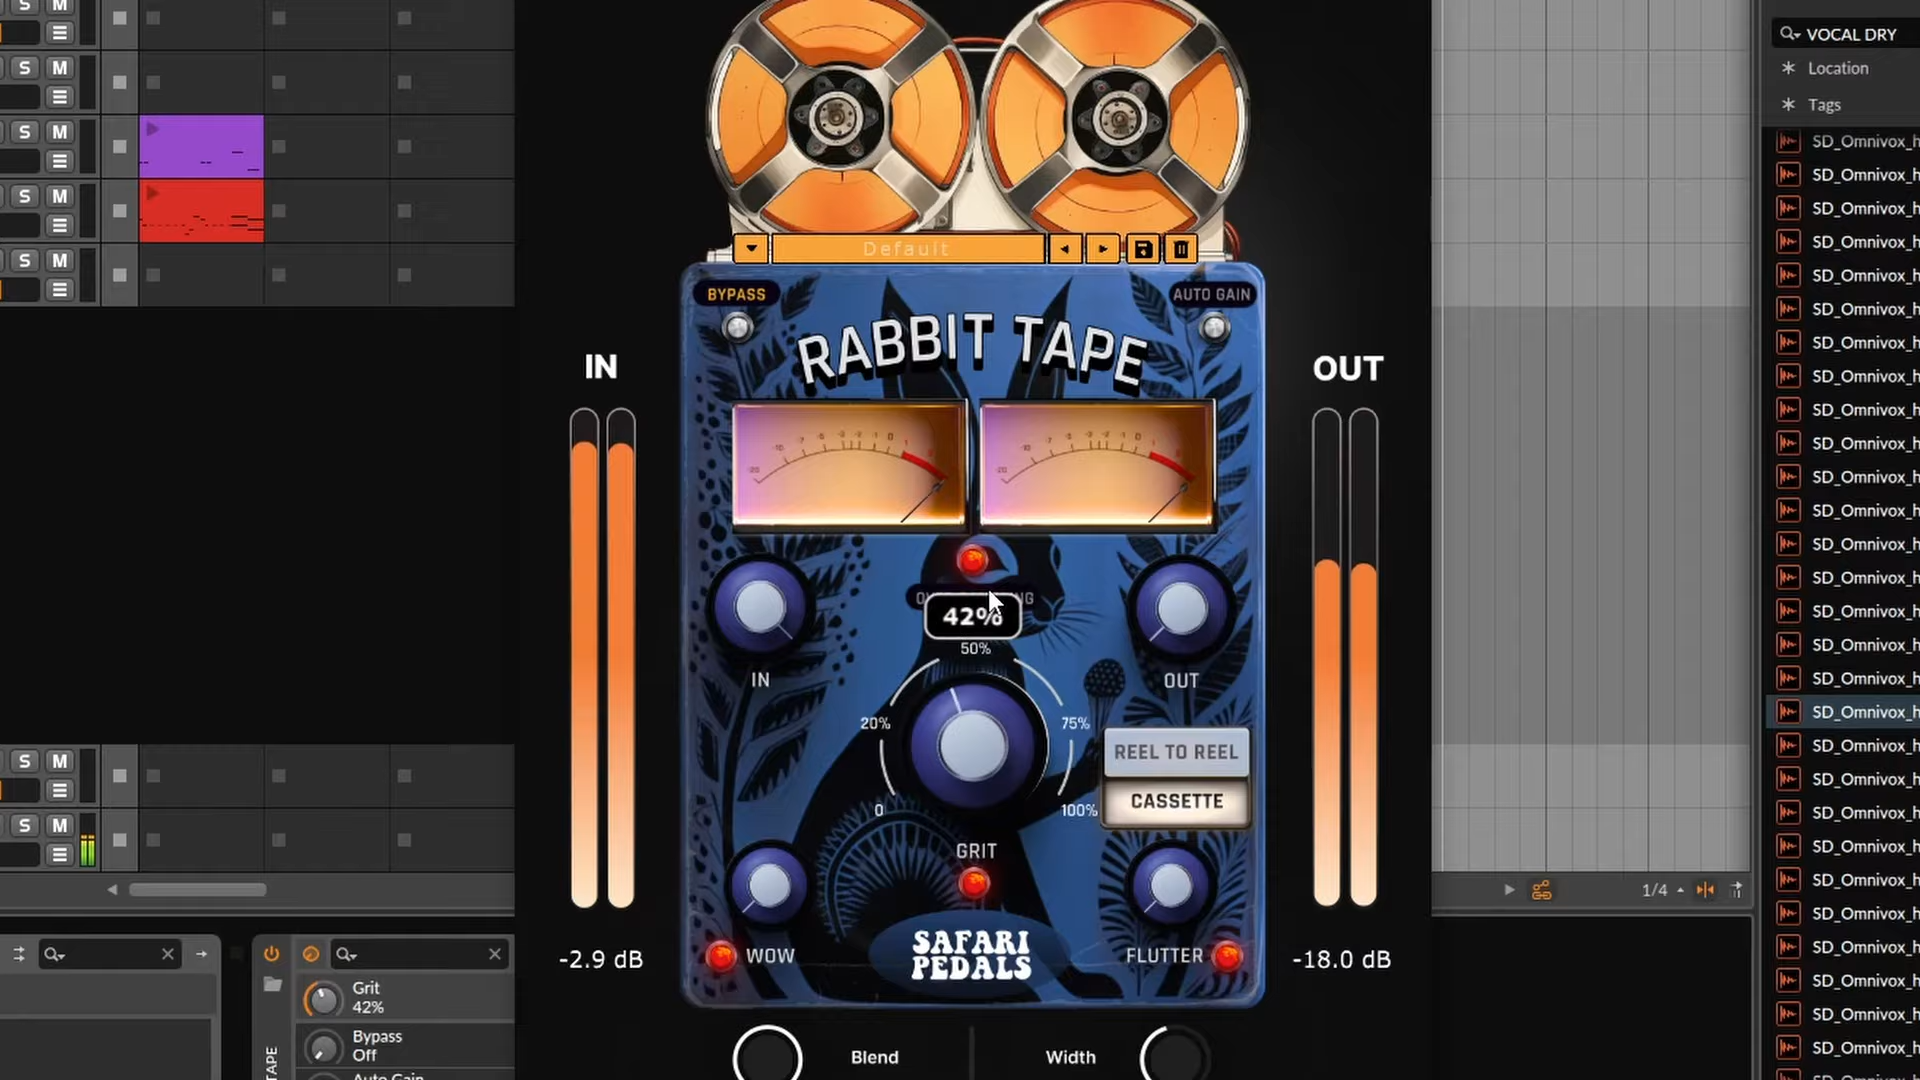 S M
VOCAL DRY
Location
S M
Tags
S M
SD_Omnivox_h
SD_Omnivox_h
S M
SD_Omnivox_h
SD_Omnivox_h
Default
S M
SD_Omnivox_h
BYPASS
AUTO GAIN
SD_Omnivox_h
RABBIT TAPE
SD_Omnivox_h
IN
OUT
SD_Omnivox_h
SD_Omnivox_h
SD_Omnivox_h
SD_Omnivox_h
SD_Omnivox_h
SD_Omnivox_h
SD_Omnivox_h
SD_Omnivox_h
42%
SD_Omnivox_h
50%
IN
OUT
SD_Omnivox_h
SD_Omnivox_h
20%
75%
REEL TO REEL
SD_Omnivox_h
S M
CASSETTE
SD_Omnivox_h
0
100%
SD_Omnivox_h
S M
GRIT
SD_Omnivox_h
1/4
SD_Omnivox_h
SD_Omnivox_h
SAFARI
PEDALS
WOW
FLUTTER
-2.9 dB
-18.0 dB
SD_Omnivox_h
SD_Omnivox_h
Grit
42%
SD_Omnivox_h
Bypass
Off
Blend
Width
SD_Omnivox_h
TAPE
Auto Gain